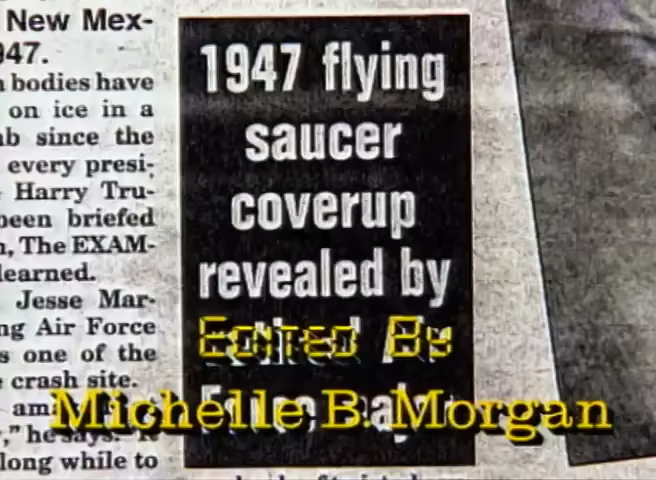 New Mex-
947.
bodies have
on ice in a
since the
every presi-
Harry Tru-
been briefed
The EXAM-
learned.
Jesse Mar-
Air Force
one of the
crash site.
he says.
long while to
1947 flying
saucer
coverup
revealed by
Edited By
Michelle B. Morgan